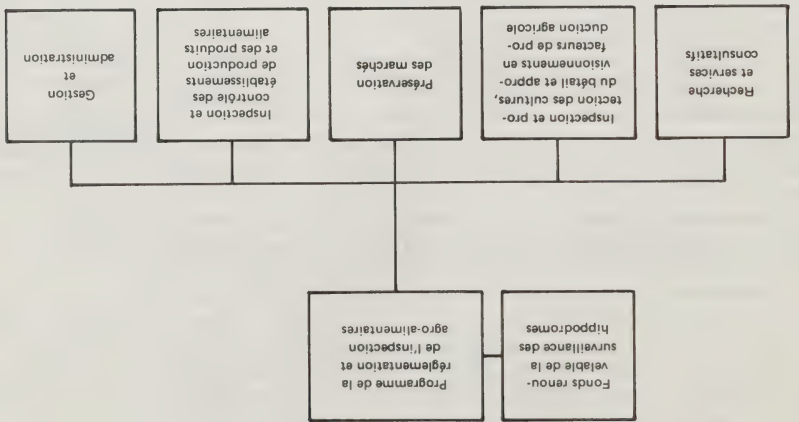 Fonds renou-
velable de la
surveillance des
hippodromes
Programme de la
réglementation et
de l'inspection
agro-alimentaires
Recherche
et services
consultatifs
Inspection et pro-
tection des cultures,
du bétail et appro-
visionnements en
facteurs de pro-
duction agricole
Préservation
des marchés
Inspection et
contrôle des
établissements
de production
et des produits
alimentaires
Gestion
et
administration